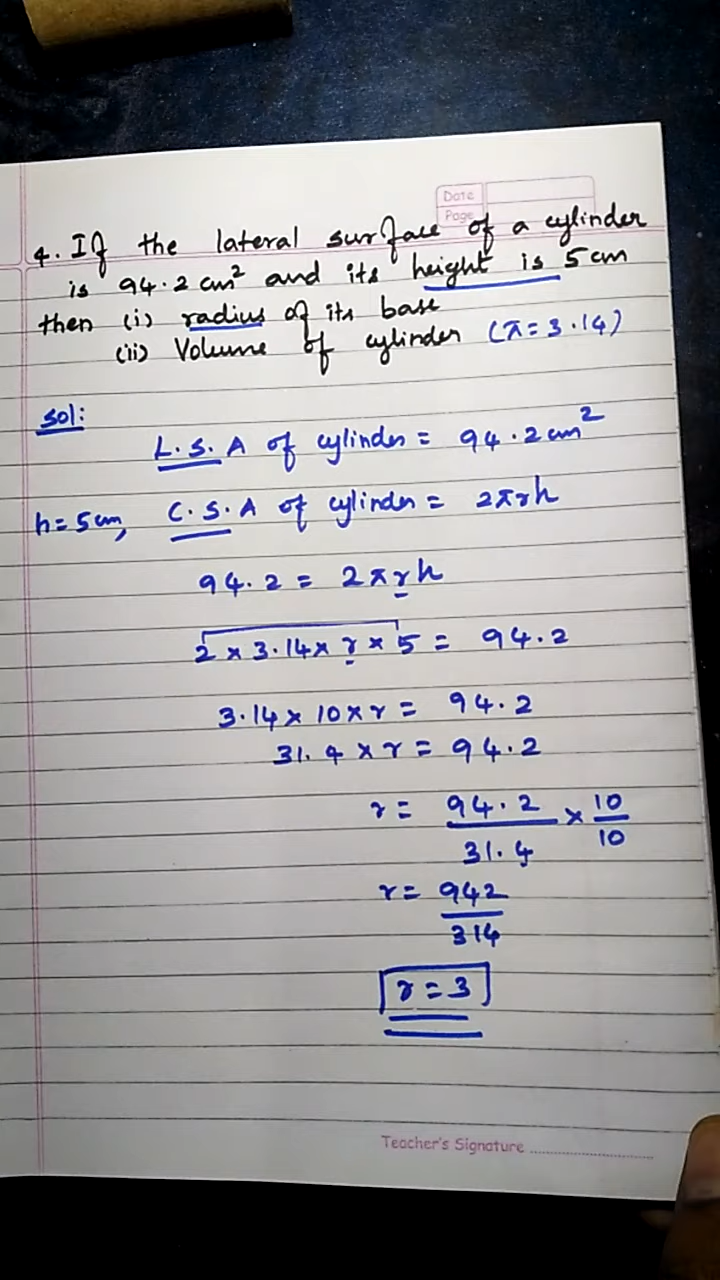 Date
Page
4. If the lateral surface of a cylinder
is 94.2 cm² and its height is 5 cm
then (i) radius of its base
(ii) Volume of cylinder (π = 3.14)
Sol:
L.S.A of cylinder = 94.2 cm²
h = 5 cm, C.S.A of cylinder = 2πrh
94.2 = 2πrh
2 × 3.14 × r × 5 = 94.2
3.14 × 10 × r = 94.2
31.4 × r = 94.2
r = 94.2/31.4 × 10/10
r = 942/314
r = 3
Teacher's Signature ........................